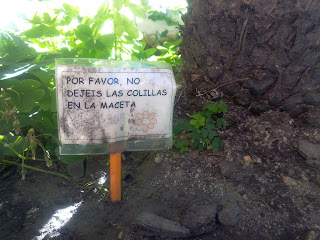 POR FAVOR, NO
DEJEIS LAS COLILLAS
EN LA MACETA